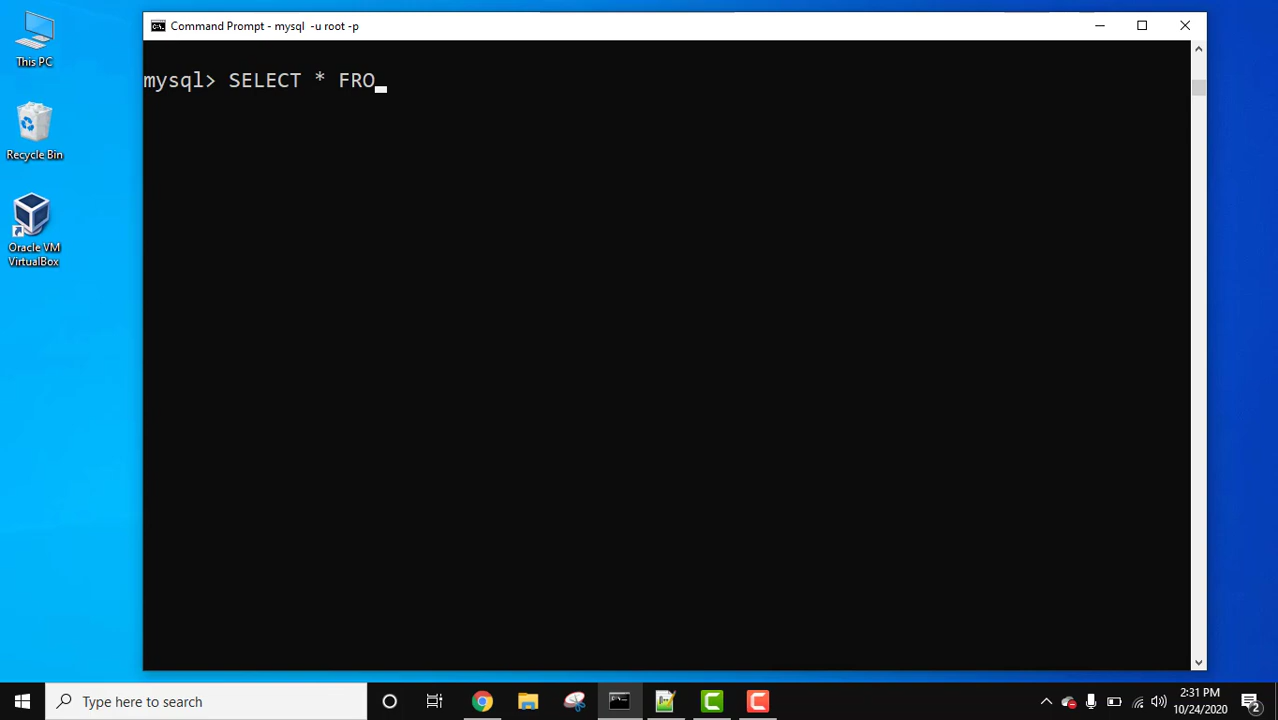 This PC
Recycle Bin
Oracle VM
VirtualBox
Command Prompt - mysql  -u root -p
mysql> SELECT * FRO
Type here to search
2:31 PM
10/24/2020
2